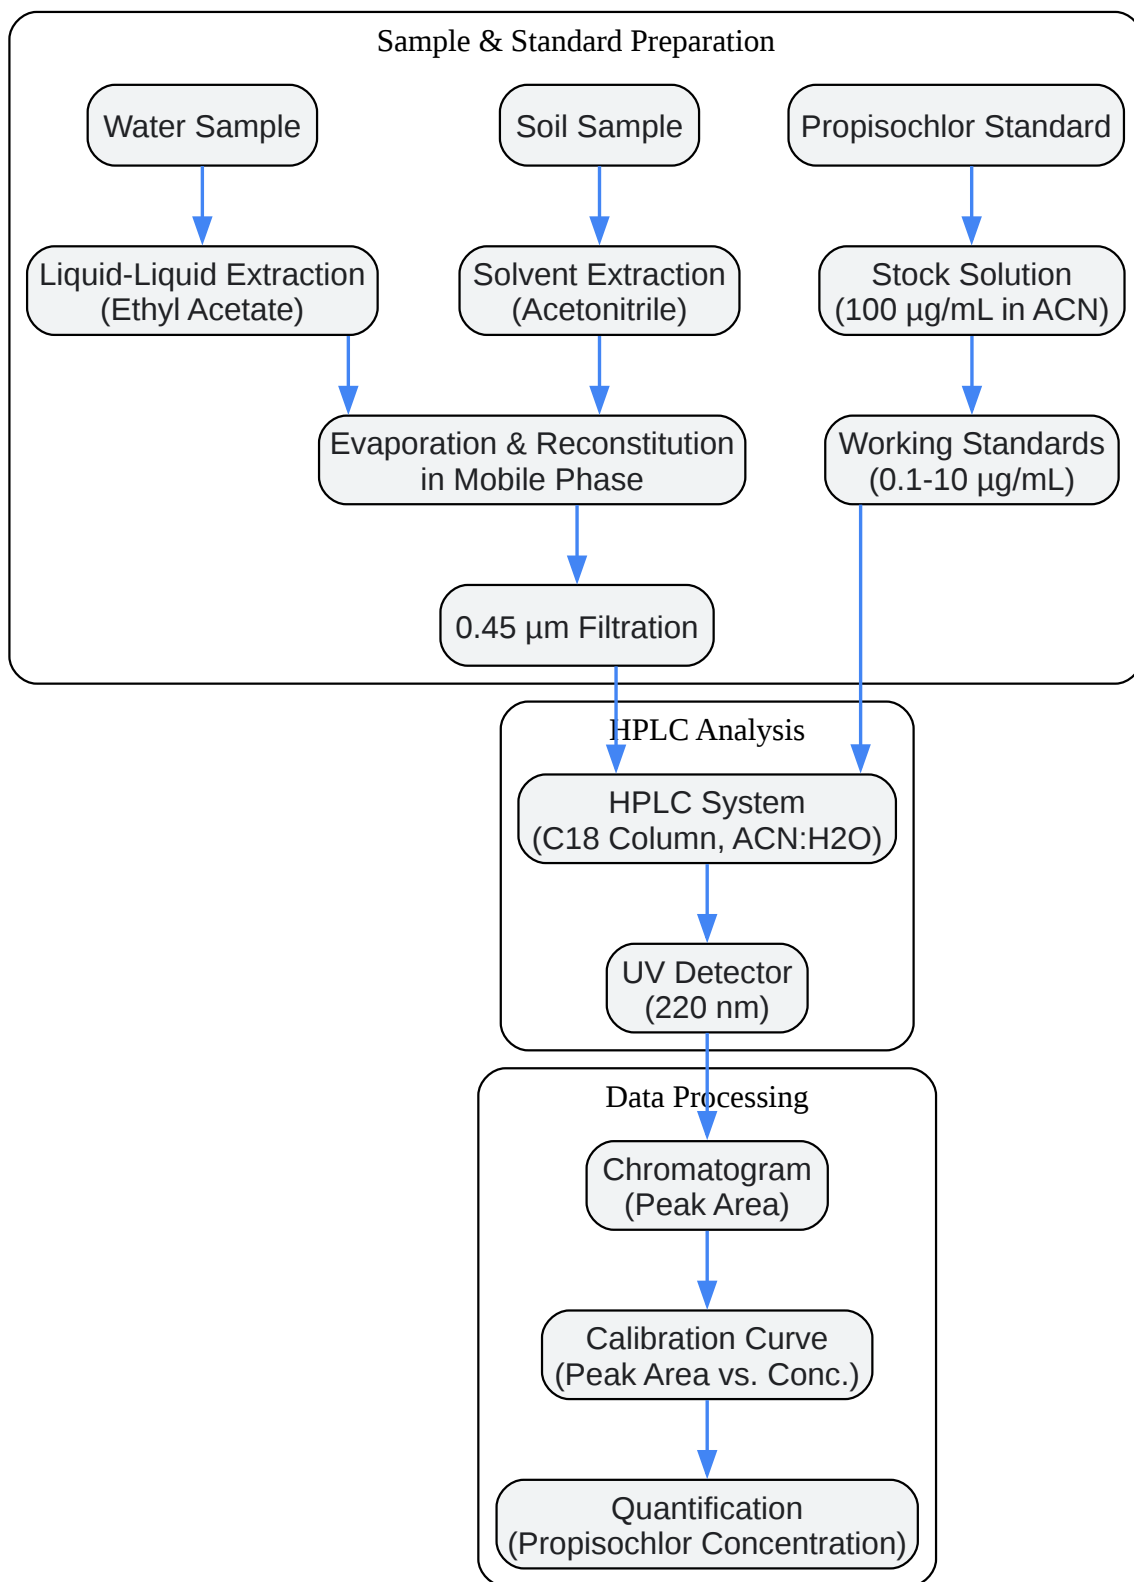 Sample & Standard Preparation
Water Sample
Soil Sample
Propisochlor Standard
Liquid-Liquid Extraction
(Ethyl Acetate)
Solvent Extraction
(Acetonitrile)
Stock Solution
(100 µg/mL in ACN)
Evaporation & Reconstitution
in Mobile Phase
Working Standards
(0.1-10 µg/mL)
0.45 µm Filtration
HPLC Analysis
HPLC System
(C18 Column, ACN:H2O)
UV Detector
(220 nm)
Data Processing
Chromatogram
(Peak Area)
Calibration Curve
(Peak Area vs. Conc.)
Quantification
(Propisochlor Concentration)